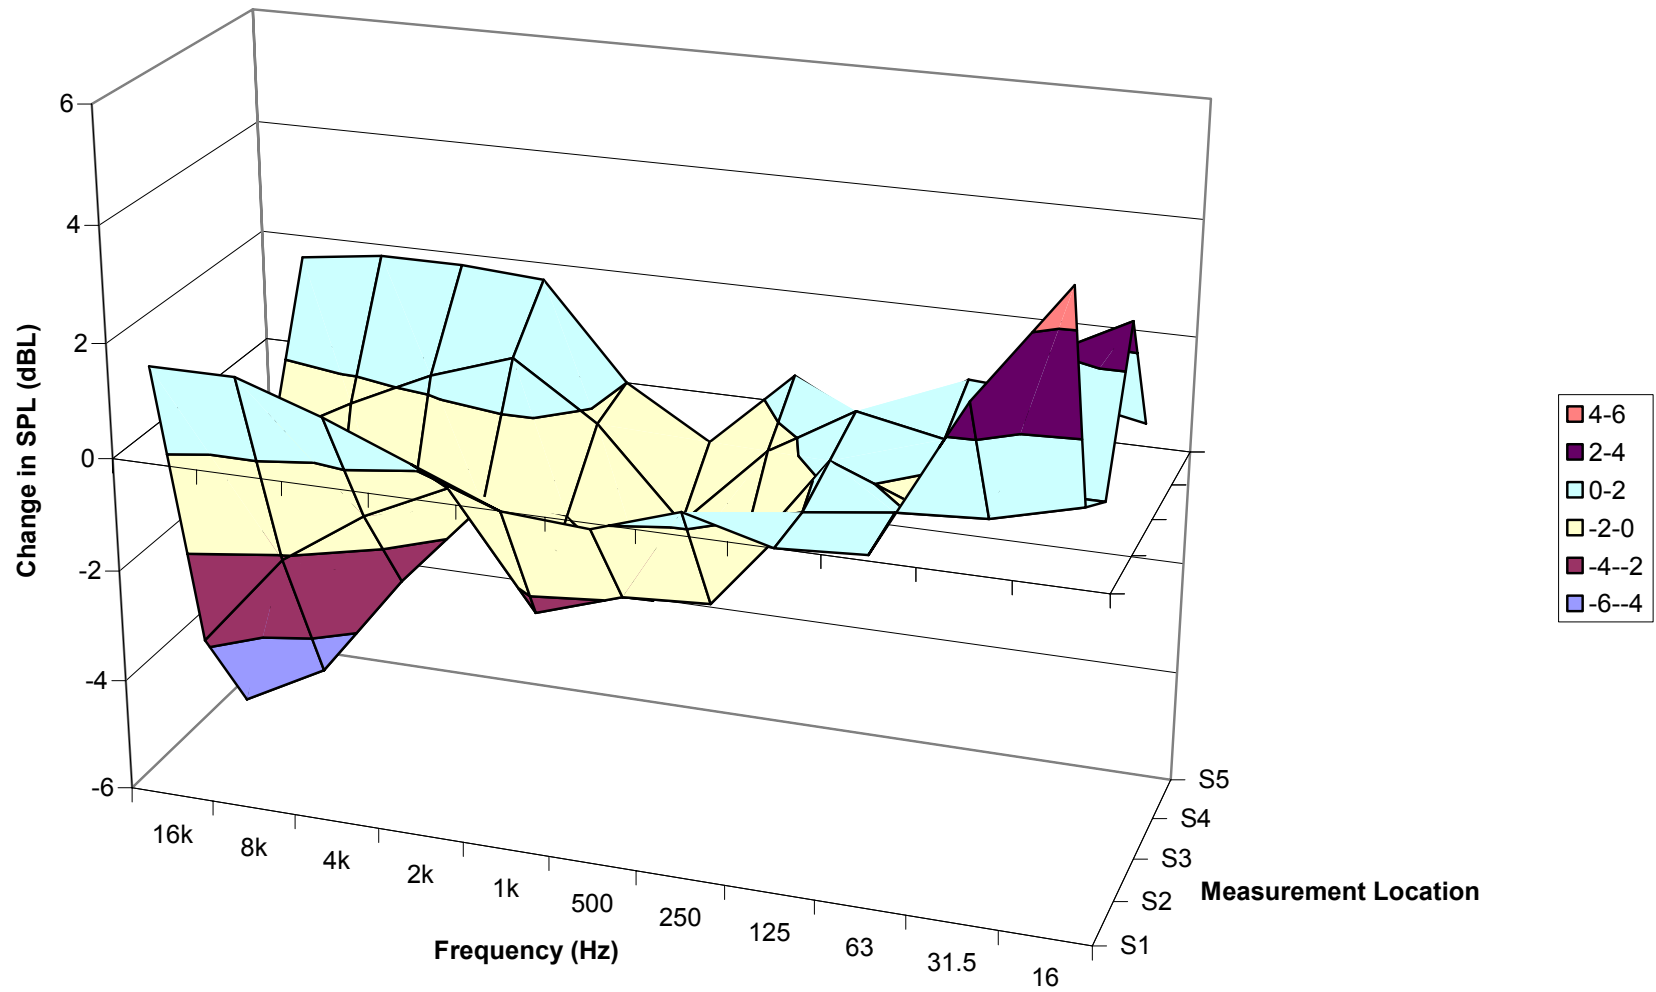 Change in SPL (dBL)
6
4
2
0
-2
-4
-6
16k
8k
4k
2k
1k
500
250
125
63
31.5
16
Frequency (Hz)
S5
S4
S3
S2
S1
Measurement Location
4-6
2-4
0-2
-2-0
-4--2
-6--4